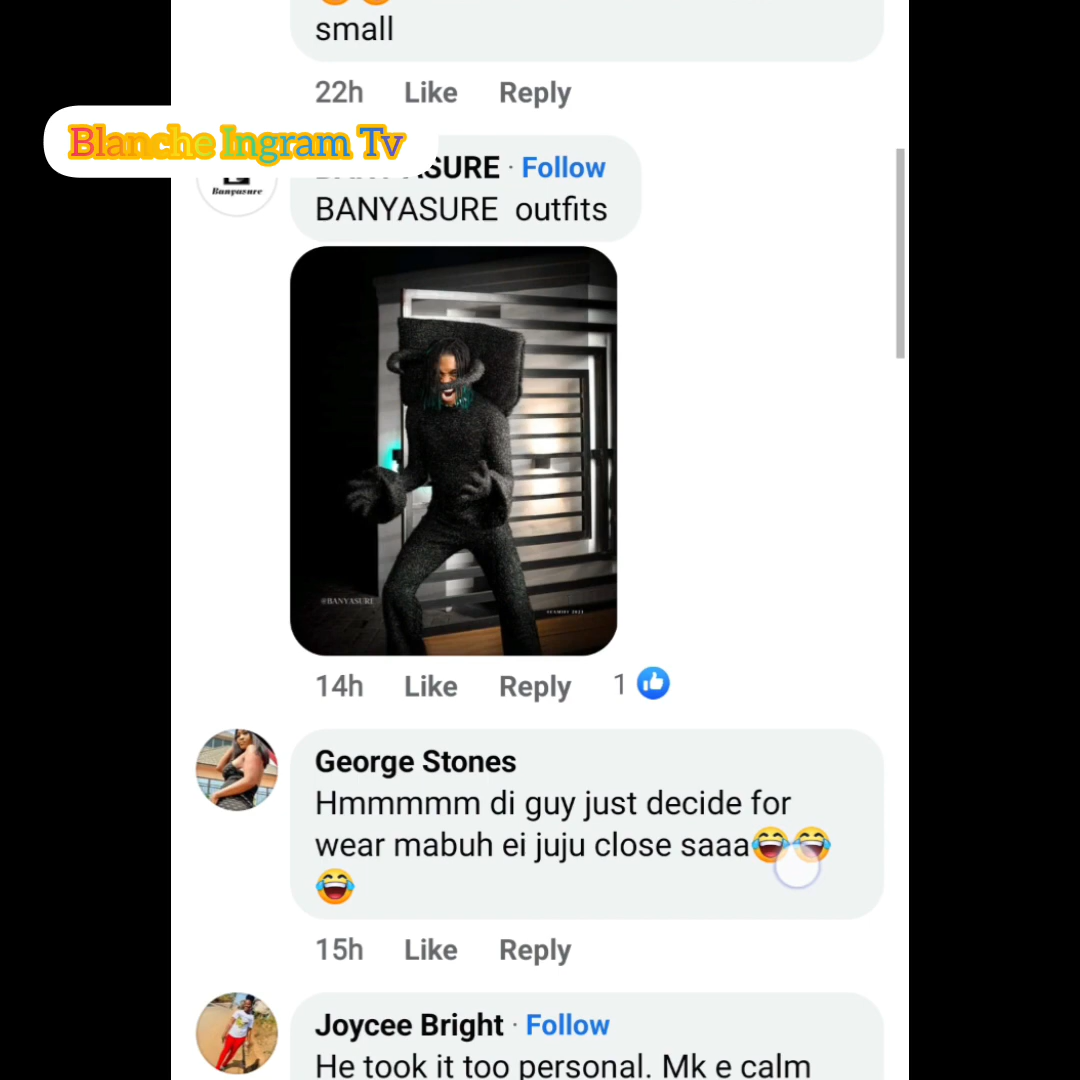 small
22h Like Reply
Blanche Ingram Tv
SURE · Follow
Banyasure
BANYASURE outfits
@BANYASURE
14h Like Reply 1
George Stones
Hmmmmm di guy just decide for
wear mabuh ei juju close saaa😂😂
😂
15h Like Reply
Joycee Bright · Follow
He took it too personal. Mk e calm